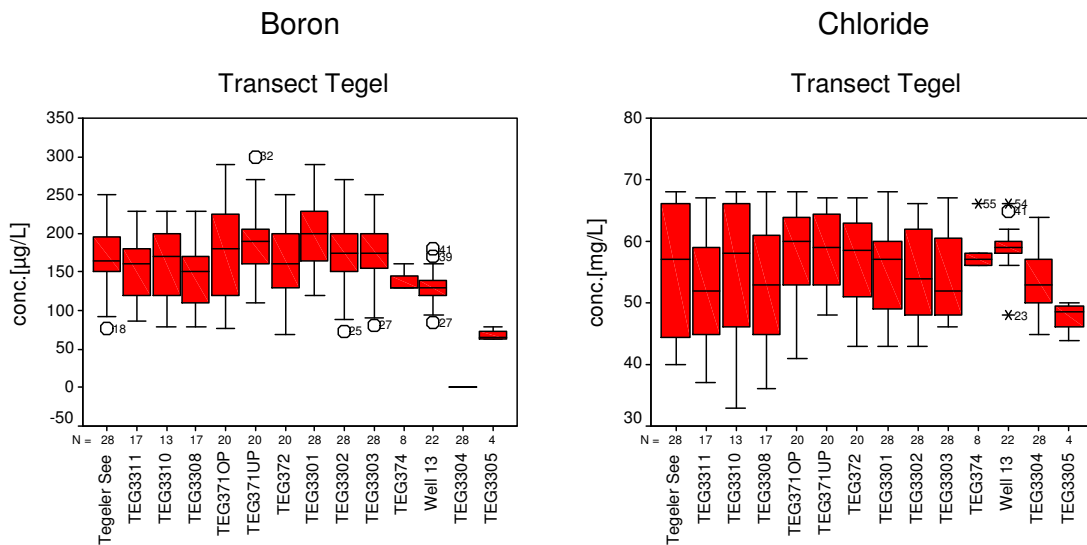 Boron
Transect Tegel
conc.[µg/L]
350
300
250
200
150
100
50
0
-50
18
32
25
27
41
39
27
N = 28 17 13 17 20 20 20 28 28 28 8 22 28 4
Tegeler See
TEG3311
TEG3310
TEG3308
TEG371OP
TEG371UP
TEG372
TEG3301
TEG3302
TEG3303
TEG374
Well 13
TEG3304
TEG3305
Chloride
Transect Tegel
conc.[mg/L]
80
70
60
50
40
30
55
54
41
23
N = 28 17 13 17 20 20 20 28 28 28 8 22 28 4
Tegeler See
TEG3311
TEG3310
TEG3308
TEG371OP
TEG371UP
TEG372
TEG3301
TEG3302
TEG3303
TEG374
Well 13
TEG3304
TEG3305